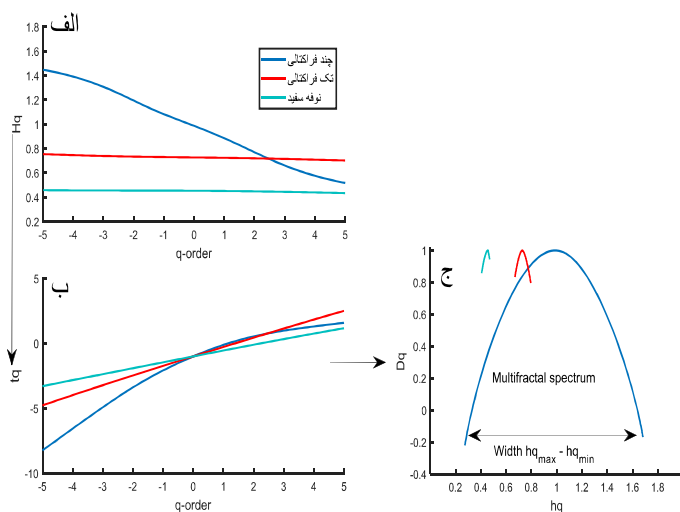 الف
1.8
1.6
1.4
1.2
1
0.8
0.6
0.4
0.2
Hq
چند فراکتالی
تک فراکتالی
نوفه سفید
-5 -4 -3 -2 -1 0 1 2 3 4 5
q-order
ب
5
0
-5
-10
tq
-5 -4 -3 -2 -1 0 1 2 3 4 5
q-order
ج
1
0.8
0.6
0.4
0.2
0
-0.2
-0.4
Dq
Multifractal spectrum
Width hqmax - hqmin
0.2 0.4 0.6 0.8 1 1.2 1.4 1.6 1.8
hq